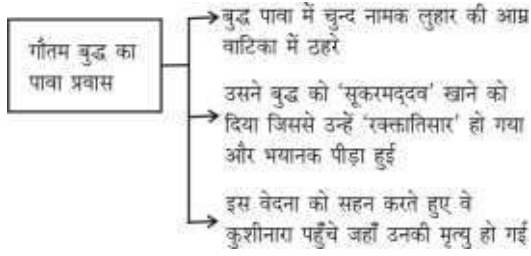 गौतम बुद्ध का
पावा प्रवास
बुद्ध पावा में चुन्द नामक लुहार की आम्र
वाटिका में ठहरे
उसने बुद्ध को ‘सूकरमद्दव’ खाने को
दिया जिससे उन्हें ‘रक्तातिसार’ हो गया
और भयानक पीड़ा हुई
इस वेदना को सहन करते हुए वे
कुशीनारा पहुँचे जहाँ उनकी मृत्यु हो गई